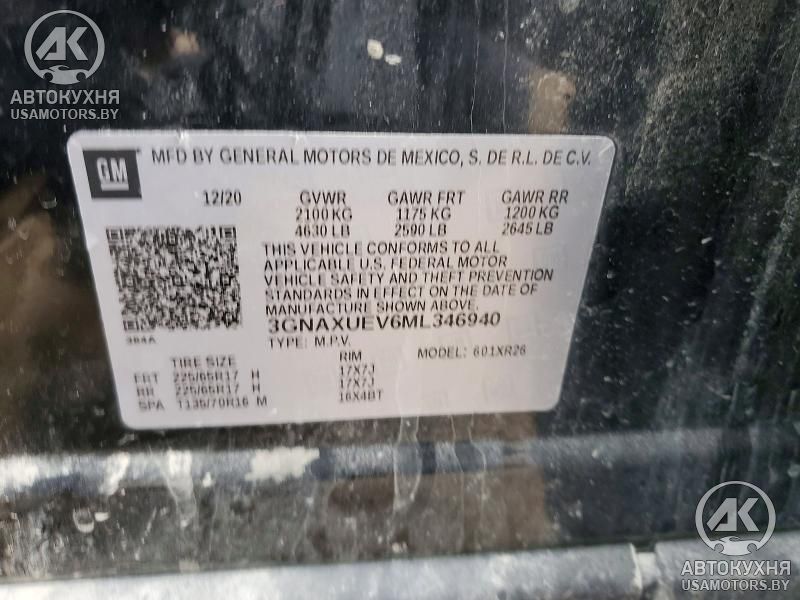 АВТОКУХНЯ
USAMOTORS.BY
GM MFD BY GENERAL MOTORS DE MEXICO, S. DE R.L. DE C.V.
12/20 GVWR GAWR FRT GAWR RR
2100 KG 1175 KG 1200 KG
4630 LB 2590 LB 2645 LB
THIS VEHICLE CONFORMS TO ALL
APPLICABLE U.S. FEDERAL MOTOR
VEHICLE SAFETY AND THEFT PREVENTION
STANDARDS IN EFFECT ON THE DATE OF
MANUFACTURE SHOWN ABOVE.
3GNAXUEV6ML346940
TYPE: M.P.V. MODEL: 601XR26
TIRE SIZE RIM
FRT 225/65R17 H 17X7J
RR 225/65R17 H 17X7J
SPA T135/70R16 M 16X4BT
АВТОКУХНЯ
USAMOTORS.BY